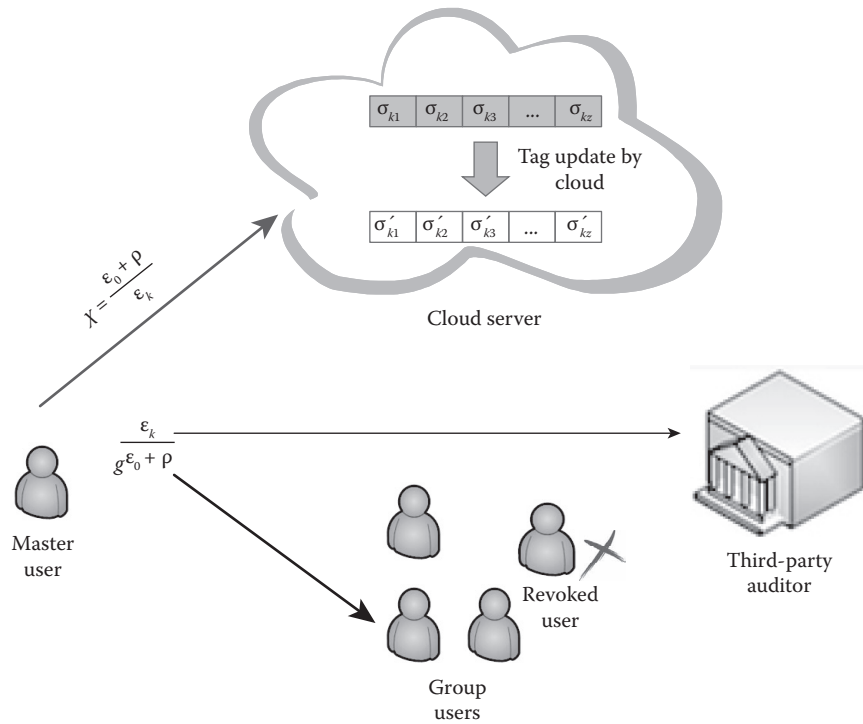 σk1 σk2 σk3 ... σkz
Tag update by
cloud
σ′k1 σ′k2 σ′k3 ... σ′kz
Cloud server
χ = ε0 + ρ
εk
εk
gε0 + ρ
Master
user
Revoked
user
Group
users
Third-party
auditor